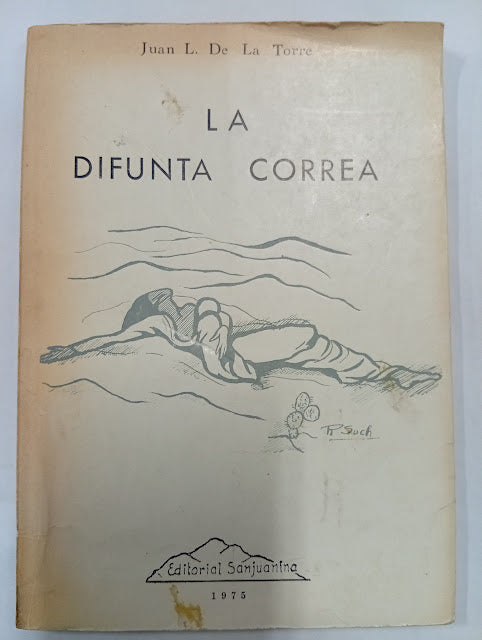 Juan L. De La Torre
LA
DIFUNTA CORREA
Editorial Sanjuanina
1975